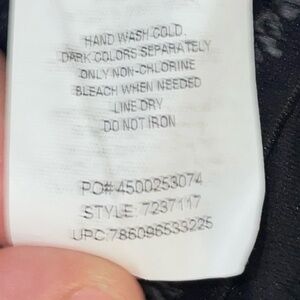 HAND WASH COLD.
DARK COLORS SEPARATELY
ONLY NON-CHLORINE
BLEACH WHEN NEEDED
LINE DRY
DO NOT IRON
PO# 4500253074
STYLE: 7237117
UPC:786096533225